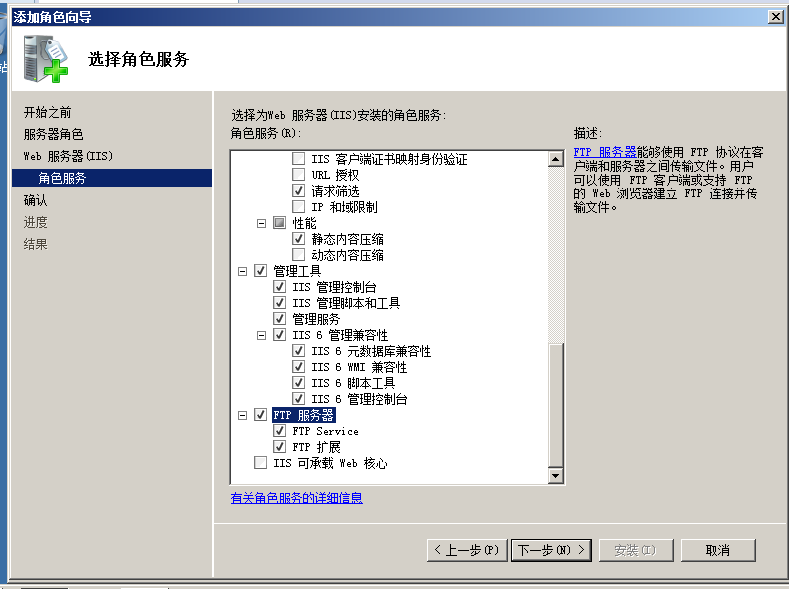 添加角色向导
选择角色服务
开始之前
服务器角色
Web 服务器(IIS)
角色服务
确认
进度
结果
选择为Web 服务器(IIS)安装的角色服务:
角色服务(R):
IIS 客户端证书映射身份验证
URL 授权
请求筛选
IP 和域限制
性能
静态内容压缩
动态内容压缩
管理工具
IIS 管理控制台
IIS 管理脚本和工具
管理服务
IIS 6 管理兼容性
IIS 6 元数据库兼容性
IIS 6 WMI 兼容性
IIS 6 脚本工具
IIS 6 管理控制台
FTP 服务器
FTP Service
FTP 扩展
IIS 可承载 Web 核心
有关角色服务的详细信息
描述:
FTP 服务器能够使用 FTP 协议在客
户端和服务器之间传输文件。用户
可以使用 FTP 客户端或支持 FTP
的 Web 浏览器建立 FTP 连接并传
输文件。
< 上一步(P)
下一步(N) >
安装(I)
取消